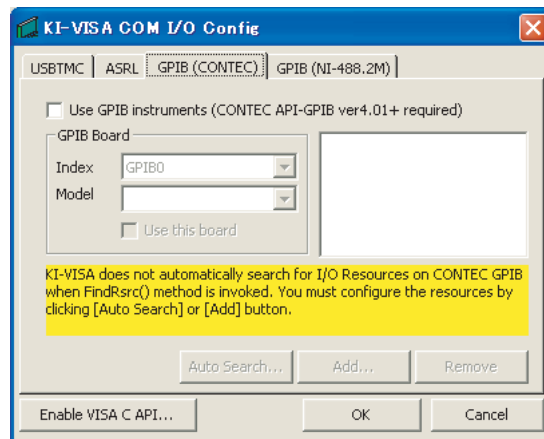 KI-VISA COM I/O Config
USBTMC ASRL GPIB (CONTEC) GPIB (NI-488.2M)
Use GPIB instruments (CONTEC API-GPIB ver4.01+ required)
GPIB Board
Index GPIB0
Model
Use this board
KI-VISA does not automatically search for I/O Resources on CONTEC GPIB
when FindRsrc() method is invoked. You must configure the resources by
clicking [Auto Search] or [Add] button.
Auto Search... Add... Remove
Enable VISA C API... OK Cancel